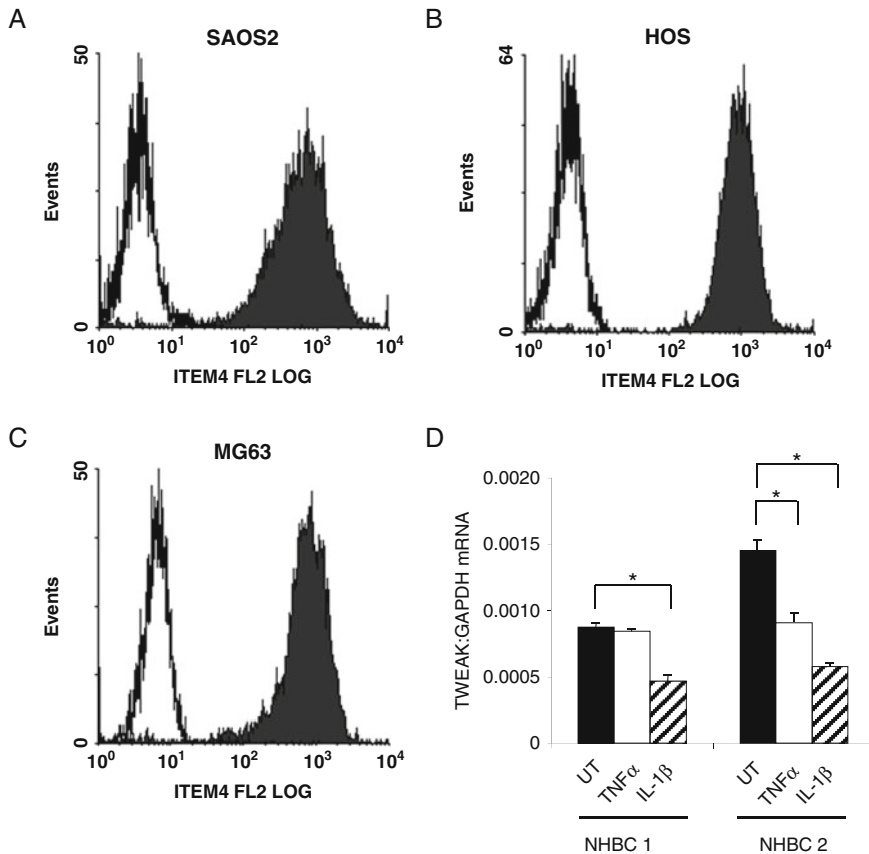 A
SAOS2
50
Events
0
10⁰ 10¹ 10² 10³ 10⁴
ITEM4 FL2 LOG
B
HOS
64
Events
0
10⁰ 10¹ 10² 10³ 10⁴
ITEM4 FL2 LOG
C
MG63
50
Events
0
10⁰ 10¹ 10² 10³ 10⁴
ITEM4 FL2 LOG
D
TWEAK:GAPDH mRNA
0.0020
0.0015
0.0010
0.0005
0
*
*
*
UT TNFα IL-1β
UT TNFα IL-1β
NHBC 1
NHBC 2